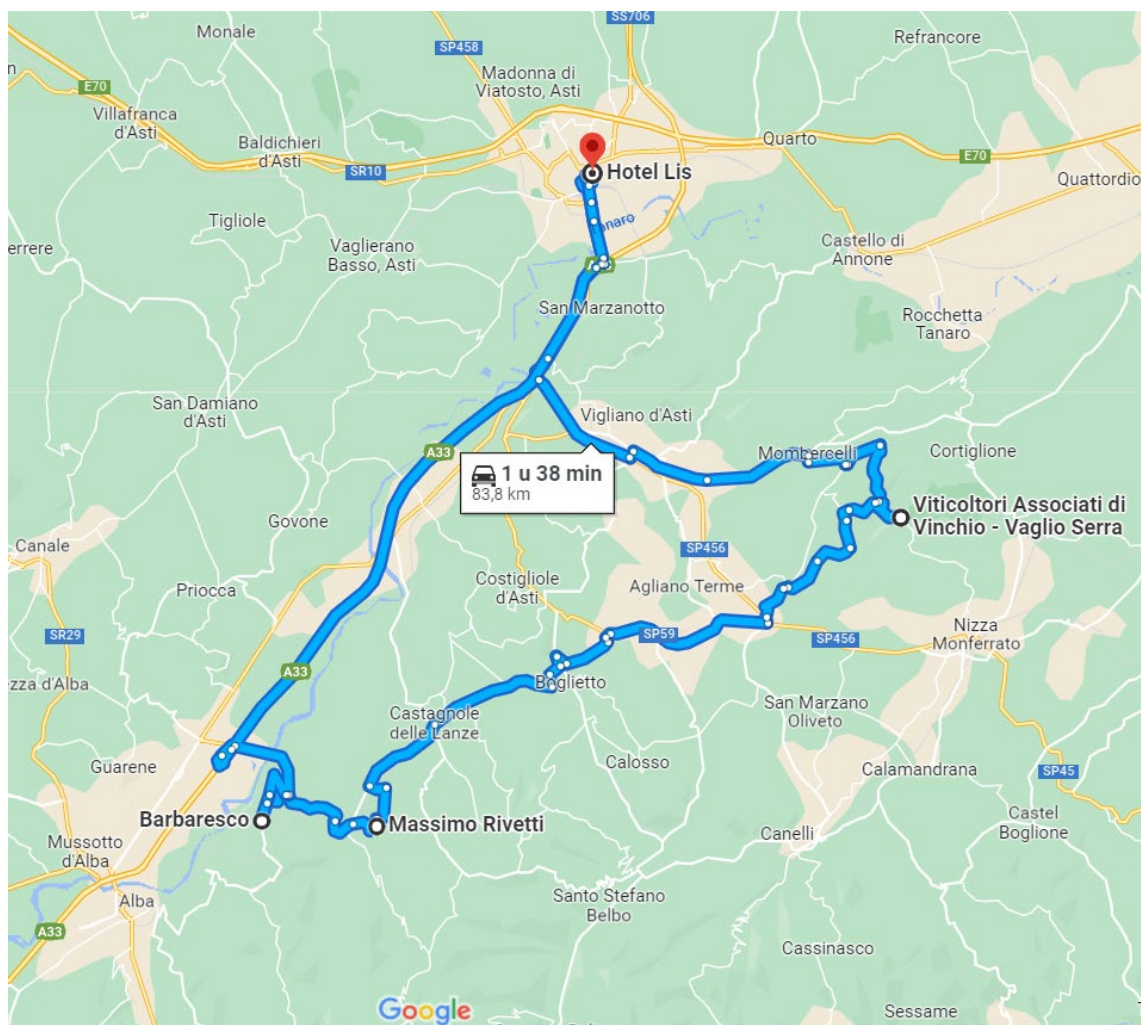 SS706
Monale
SP458
Refrancore
Madonna di
Viatosto, Asti
E70
Villafranca
d'Asti
Baldichieri
d'Asti
Quarto
E70
SR10
Hotel Lis
Quattordio
Tigliole
Tanaro
errere
Vaglierano
Basso, Asti
Castello di
Annone
San Marzanotto
Rocchetta
Tanaro
San Damiano
d'Asti
Vigliano d'Asti
A33
Mombercelli
Cortiglione
1 u 38 min
83,8 km
Viticoltori Associati di
Vinchio - Vaglio Serra
Govone
Canale
SP456
Costigliole
d'Asti
Agliano Terme
Priocca
SR29
SP59
SP456
Nizza
Monferrato
A33
ezza d'Alba
Boglietto
San Marzano
Oliveto
Castagnole
delle Lanze
Guarene
Calosso
Calamandrana
SP45
Barbaresco
Massimo Rivetti
Castel
Boglione
Mussotto
d'Alba
Canelli
Alba
Santo Stefano
Belbo
A33
Cassinasco
Google
Sessame